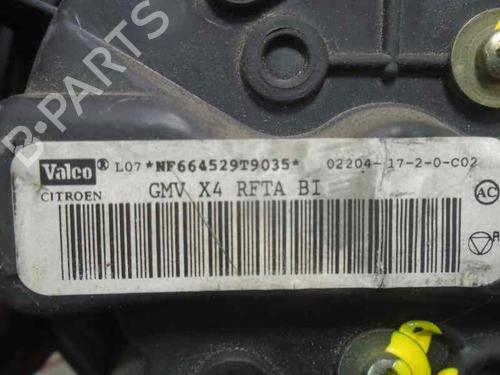 B-PARTS
Valeo® L07 *NF664529T9035* 02204-17-2-0-C02
CITROEN GMV X4 RFTA BI
AC
A